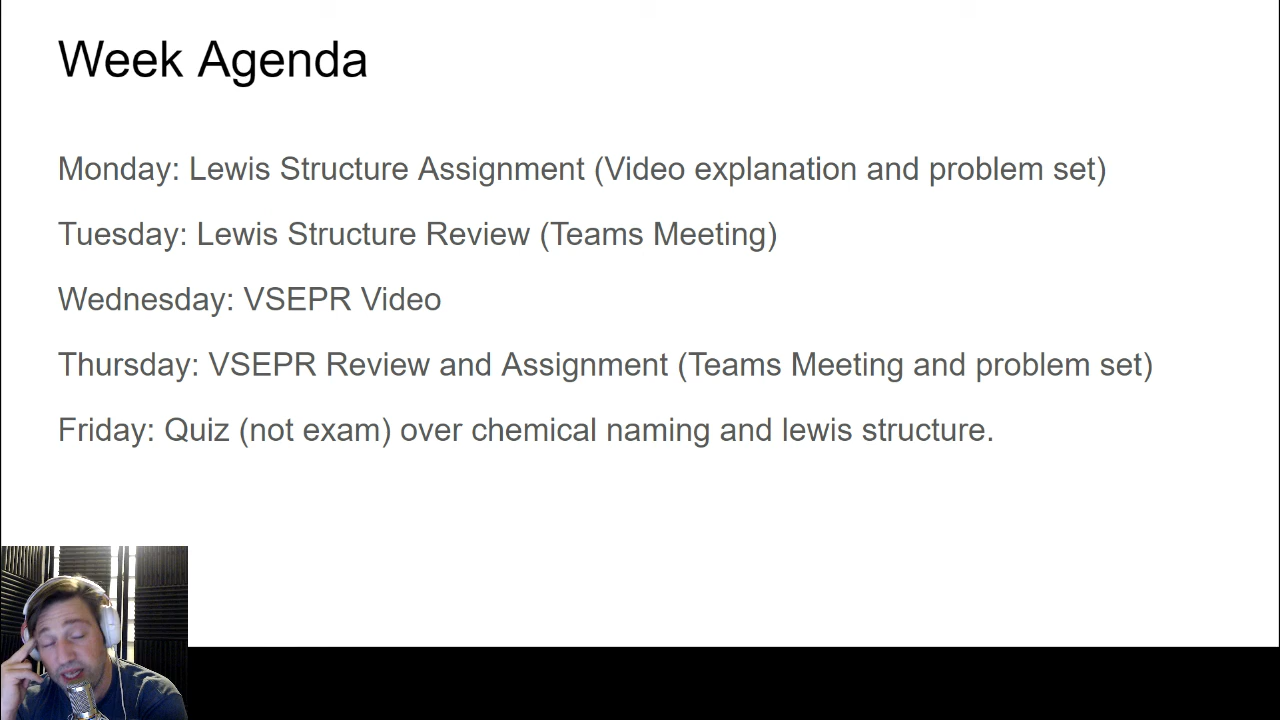 Week Agenda
Monday: Lewis Structure Assignment (Video explanation and problem set)
Tuesday: Lewis Structure Review (Teams Meeting)
Wednesday: VSEPR Video
Thursday: VSEPR Review and Assignment (Teams Meeting and problem set)
Friday: Quiz (not exam) over chemical naming and lewis structure.